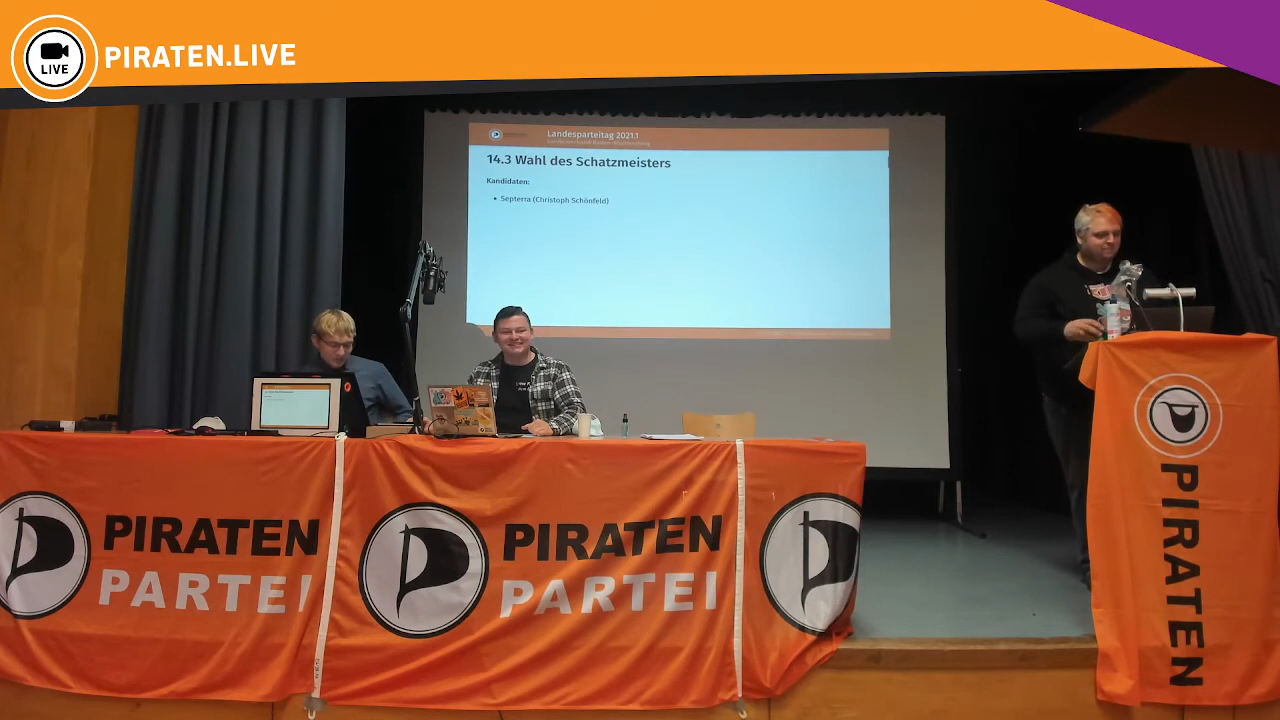 LIVE
PIRATEN.LIVE
Landesparteitag 2021.1
14.3 Wahl des Schatzmeisters
Kandidaten:
• Septerra (Christoph Schönfeld)
PIRATEN
PARTEI
PIRATEN
PARTEI
PIRATEN